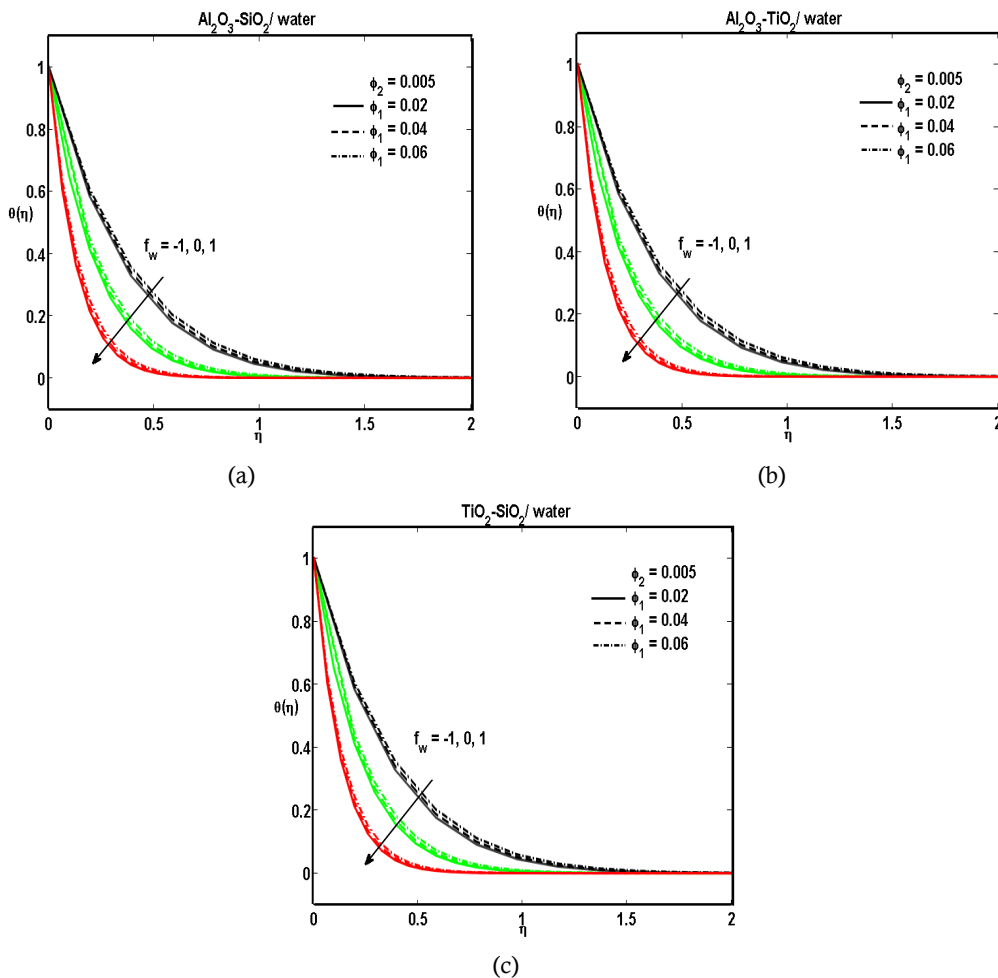 Al2O3-SiO2/ water
1
0.8
0.6
θ(η)
0.4
0.2
0
ϕ2 = 0.005
ϕ1 = 0.02
ϕ1 = 0.04
ϕ1 = 0.06
fw = -1, 0, 1
0 0.5 1 1.5 2
η
(a)
Al2O3-TiO2/ water
1
0.8
0.6
θ(η)
0.4
0.2
0
ϕ2 = 0.005
ϕ1 = 0.02
ϕ1 = 0.04
ϕ1 = 0.06
fw = -1, 0, 1
0 0.5 1 1.5 2
η
(b)
TiO2-SiO2/ water
1
0.8
0.6
θ(η)
0.4
0.2
0
ϕ2 = 0.005
ϕ1 = 0.02
ϕ1 = 0.04
ϕ1 = 0.06
fw = -1, 0, 1
0 0.5 1 1.5 2
η
(c)